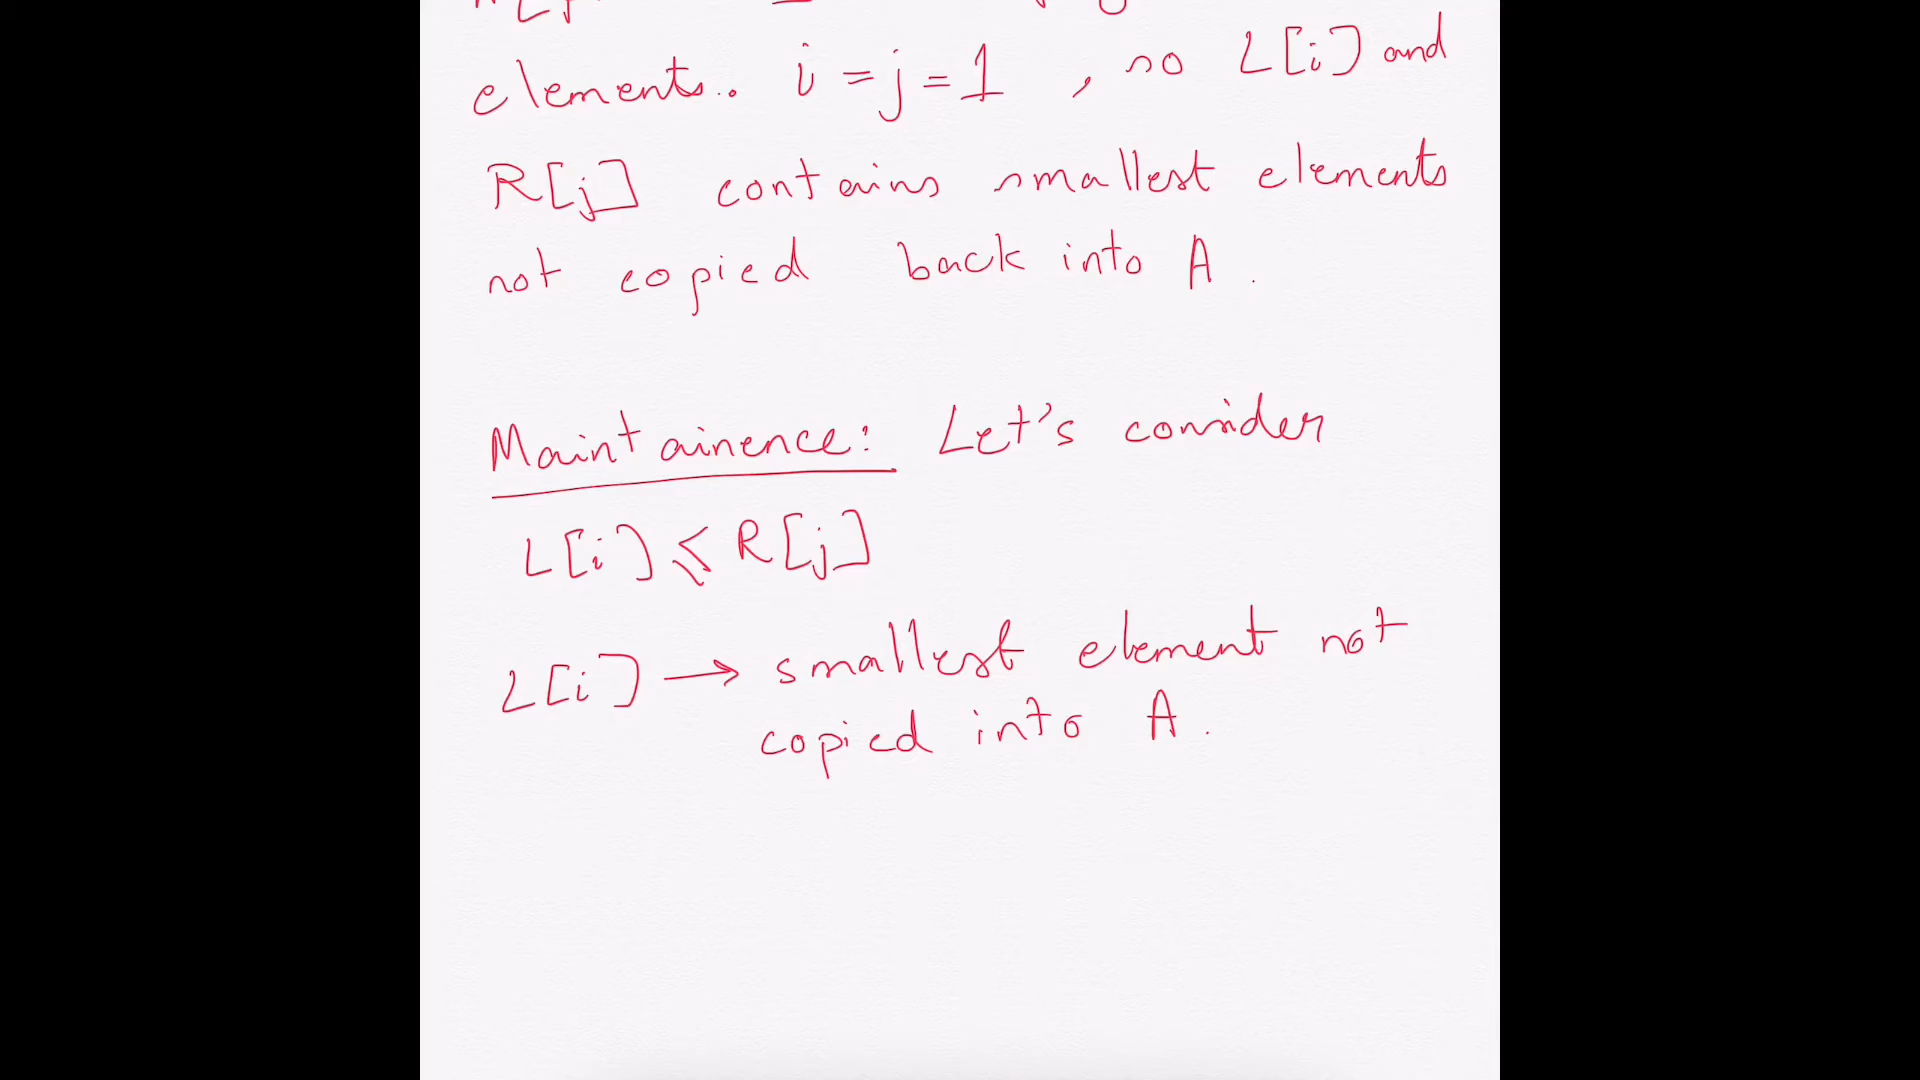 elements.. i = j = 1 , so L[i] and
R[j] contains smallest elements
not copied back into A .
Maintainence: Let's consider
L[i] ⩽ R[j]
L[i] → smallest element not
copied into A .